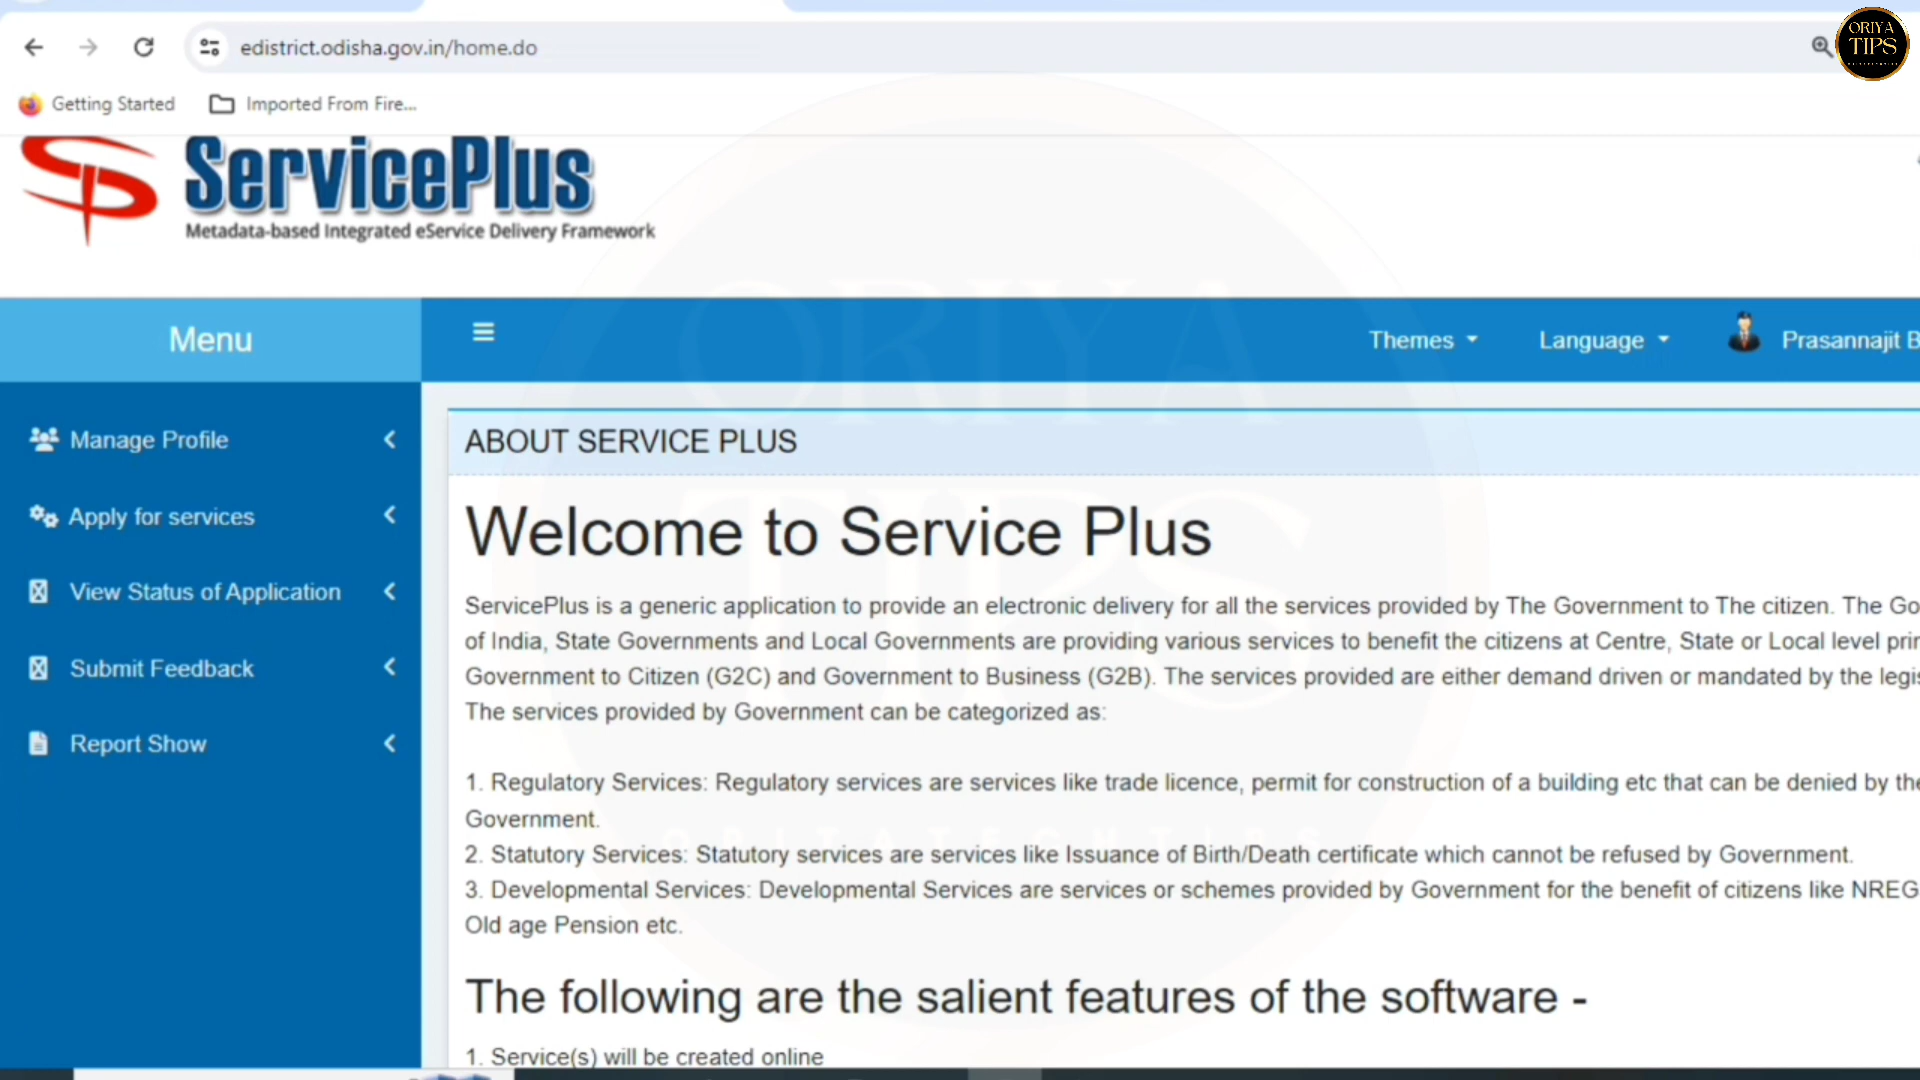 edistrict.odisha.gov.in/home.do
ORIYA
TIPS
Getting Started
Imported From Fire...
ServicePlus
Metadata-based Integrated eService Delivery Framework
Menu
Themes
Language
Prasannajit B
Manage Profile
Apply for services
View Status of Application
Submit Feedback
Report Show
ABOUT SERVICE PLUS
Welcome to Service Plus
ServicePlus is a generic application to provide an electronic delivery for all the services provided by The Government to The citizen. The Go
of India, State Governments and Local Governments are providing various services to benefit the citizens at Centre, State or Local level prin
Government to Citizen (G2C) and Government to Business (G2B). The services provided are either demand driven or mandated by the legis
The services provided by Government can be categorized as:
1. Regulatory Services: Regulatory services are services like trade licence, permit for construction of a building etc that can be denied by the
Government.
2. Statutory Services: Statutory services are services like Issuance of Birth/Death certificate which cannot be refused by Government.
3. Developmental Services: Developmental Services are services or schemes provided by Government for the benefit of citizens like NREG
Old age Pension etc.
The following are the salient features of the software -
1. Service(s) will be created online
ORIYA
TIPS